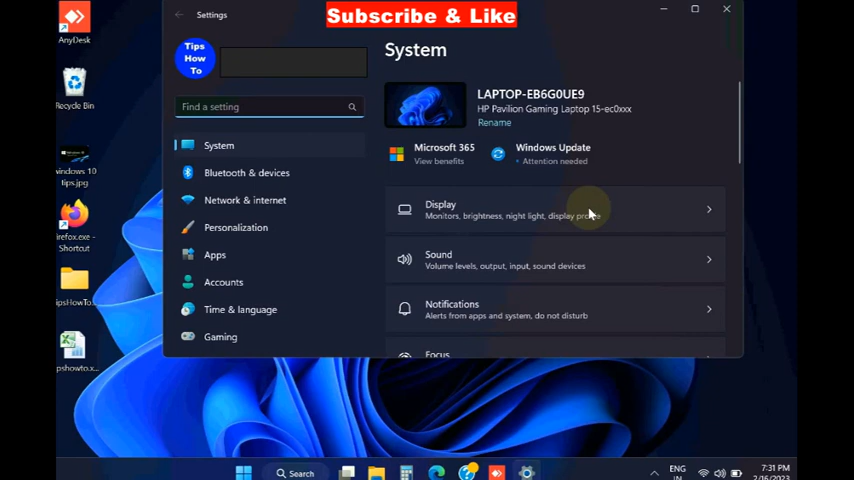 Subscribe & Like
AnyDesk
Recycle Bin
windows 10
tips.jpg
firefox.exe -
Shortcut
Settings
Tips
How
To
Find a setting
System
Bluetooth & devices
Network & internet
Personalization
Apps
Accounts
Time & language
Gaming
System
LAPTOP-EB6G0UE9
HP Pavilion Gaming Laptop 15-ec0xxx
Rename
Microsoft 365
View benefits
Windows Update
Attention needed
Display
Monitors, brightness, night light, display
Sound
Volume levels, output, input, sound devices
Notifications
Alerts from apps and system, do not disturb
Focus
Search
ENG
IN
7:31 PM
2/16/2023